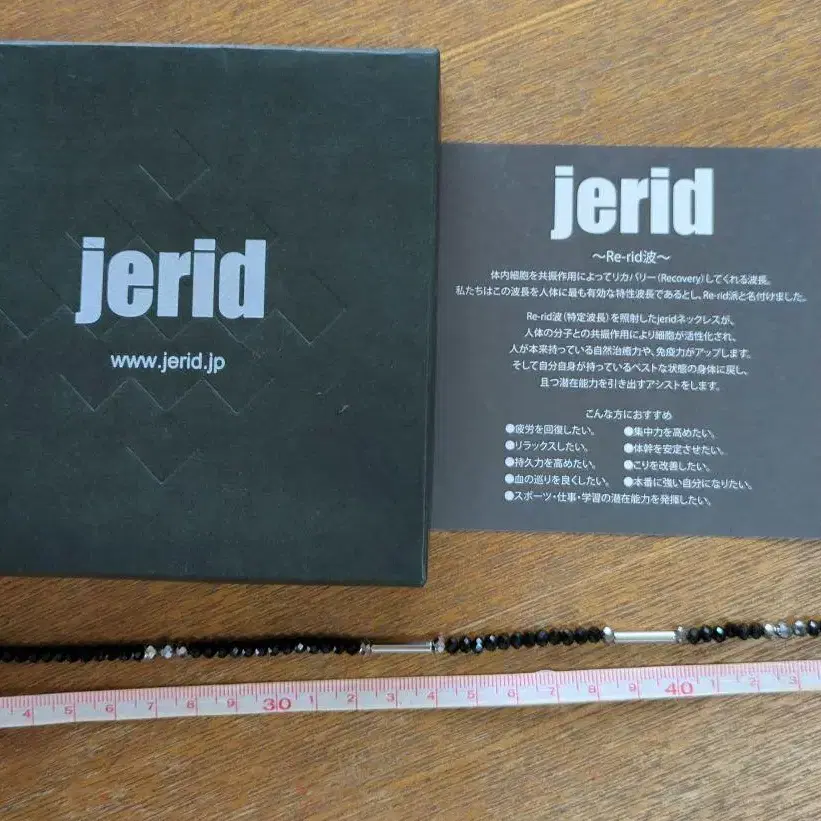 jerid
www.jerid.jp
jerid
～Re-rid波～
体内細胞を共振作用によってリカバリー（Recovery）してくれる波長。
私たちはこの波長を人体に最も有効な特性波長であるとし、Re-rid派と名付けました。
Re-rid波（特定波長）を照射したjeridネックレスが、
人体の分子との共振作用により細胞が活性化され、
人が本来持っている自然治癒力や、免疫力がアップします。
そして自分自身が持っているベストな状態の身体に戻し、
且つ潜在能力を引き出すアシストをします。
こんな方におすすめ
●疲労を回復したい。 ●集中力を高めたい。
●リラックスしたい。 ●体幹を安定させたい。
●持久力を高めたい。 ●こりを改善したい。
●血の巡りを良くしたい。 ●本番に強い自分になりたい。
●スポーツ・仕事・学習の潜在能力を発揮したい。
4 5 6 7 8 9 30 1 2 3 4 5 6 7 8 9 40 1 2 3